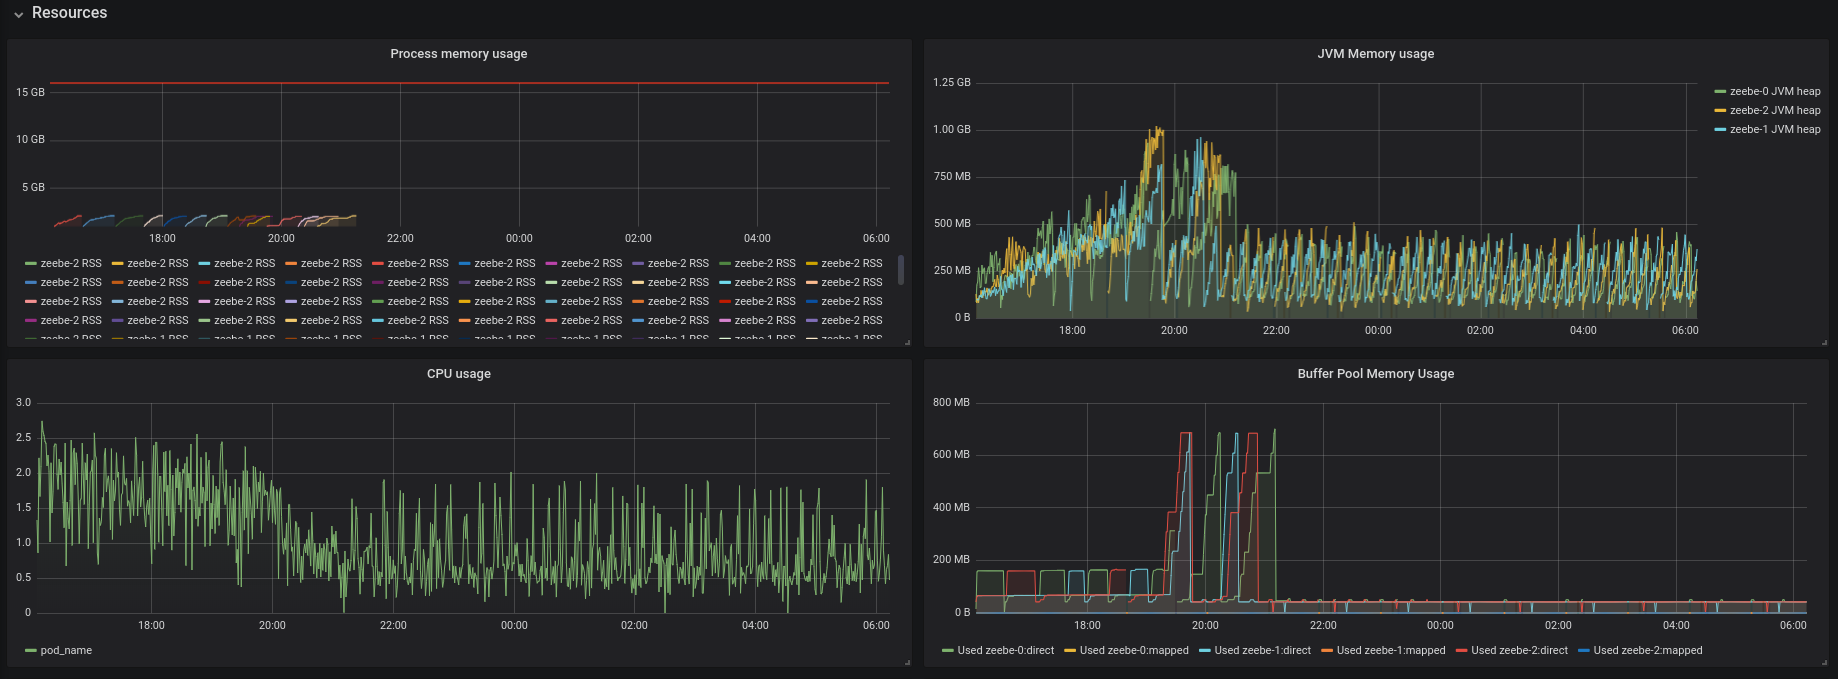 Resources
Process memory usage
15 GB
10 GB
5 GB
18:00 20:00 22:00 00:00 02:00 04:00 06:00
zeebe-2 RSS zeebe-2 RSS zeebe-2 RSS zeebe-2 RSS zeebe-2 RSS zeebe-2 RSS zeebe-2 RSS zeebe-2 RSS zeebe-2 RSS zeebe-2 RSS
zeebe-2 RSS zeebe-2 RSS zeebe-2 RSS zeebe-2 RSS zeebe-2 RSS zeebe-2 RSS zeebe-2 RSS zeebe-2 RSS zeebe-2 RSS zeebe-2 RSS
zeebe-2 RSS zeebe-2 RSS zeebe-2 RSS zeebe-2 RSS zeebe-2 RSS zeebe-2 RSS zeebe-2 RSS zeebe-2 RSS zeebe-2 RSS zeebe-2 RSS
zeebe-2 RSS zeebe-2 RSS zeebe-2 RSS zeebe-2 RSS zeebe-2 RSS zeebe-2 RSS zeebe-2 RSS zeebe-2 RSS zeebe-2 RSS zeebe-2 RSS
JVM Memory usage
1.25 GB
1.00 GB
750 MB
500 MB
250 MB
0 B
18:00 20:00 22:00 00:00 02:00 04:00 06:00
zeebe-0 JVM heap
zeebe-2 JVM heap
zeebe-1 JVM heap
CPU usage
3.0
2.5
2.0
1.5
1.0
0.5
0
18:00 20:00 22:00 00:00 02:00 04:00 06:00
pod_name
Buffer Pool Memory Usage
800 MB
600 MB
400 MB
200 MB
0 B
18:00 20:00 22:00 00:00 02:00 04:00 06:00
Used zeebe-0:direct Used zeebe-0:mapped Used zeebe-1:direct Used zeebe-1:mapped Used zeebe-2:direct Used zeebe-2:mapped